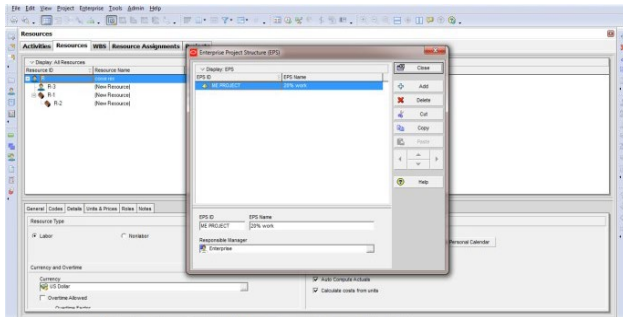 File Edit View Project Enterprise Tools Admin Help
Resources
Activities Resources WBS Resource Assignments
Display: All Resources
Resource ID Resource Name
R-3 (New Resource)
R-1 (New Resource)
R-2 (New Resource)
General Codes Details Units & Prices Roles Notes
Resource Type
Labor Nonlabor
Currency and Overtime
Currency
US Dollar
Overtime Allowed
Overtime Factor
Personal Calendar
Auto Compute Actuals
Calculate costs from units
Enterprise Project Structure (EPS)
Display: EPS
EPS ID EPS Name
ME PROJECT 20% work
EPS ID EPS Name
ME PROJECT 20% work
Responsible Manager
Enterprise
Close
Add
Delete
Cut
Copy
Paste
Help